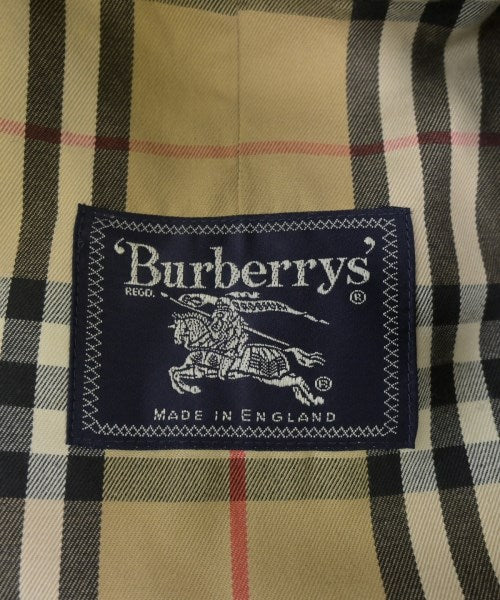 'Burberrys'
REGD. ®
®
MADE IN ENGLAND